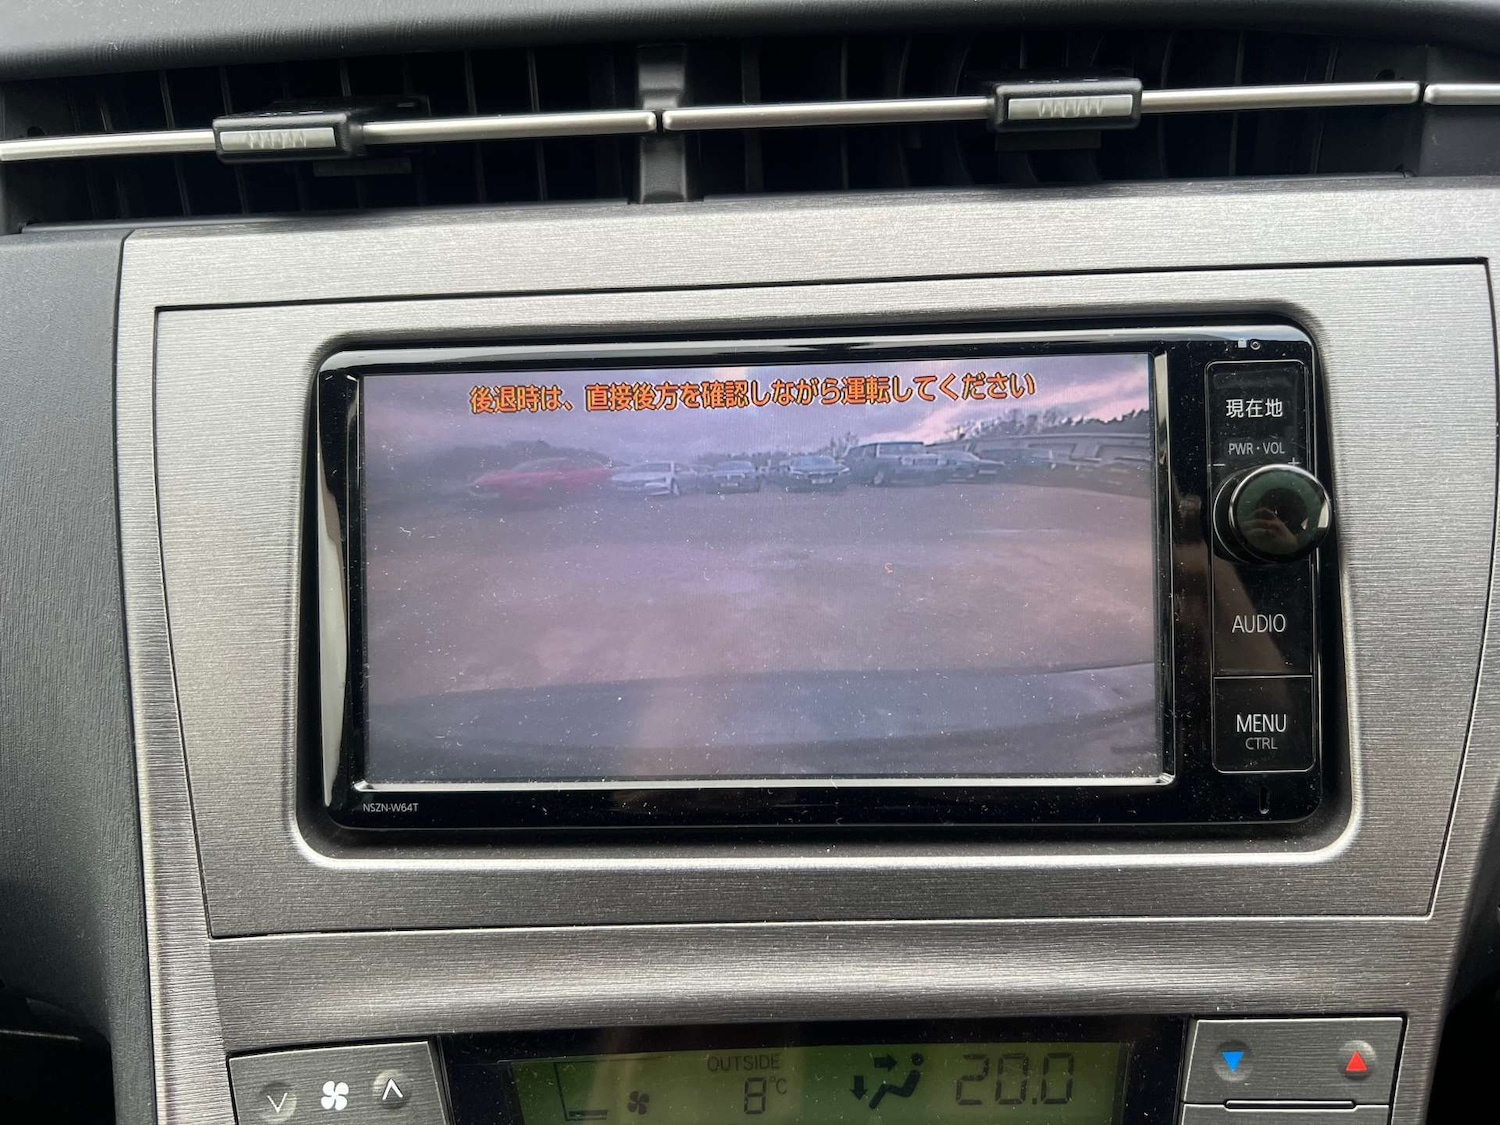 後退時は、直接後方を確認しながら運転してください
現在地
PWR・VOL
+
AUDIO
MENU
CTRL
NSZN-W64T
OUTSIDE
8°C
20.0